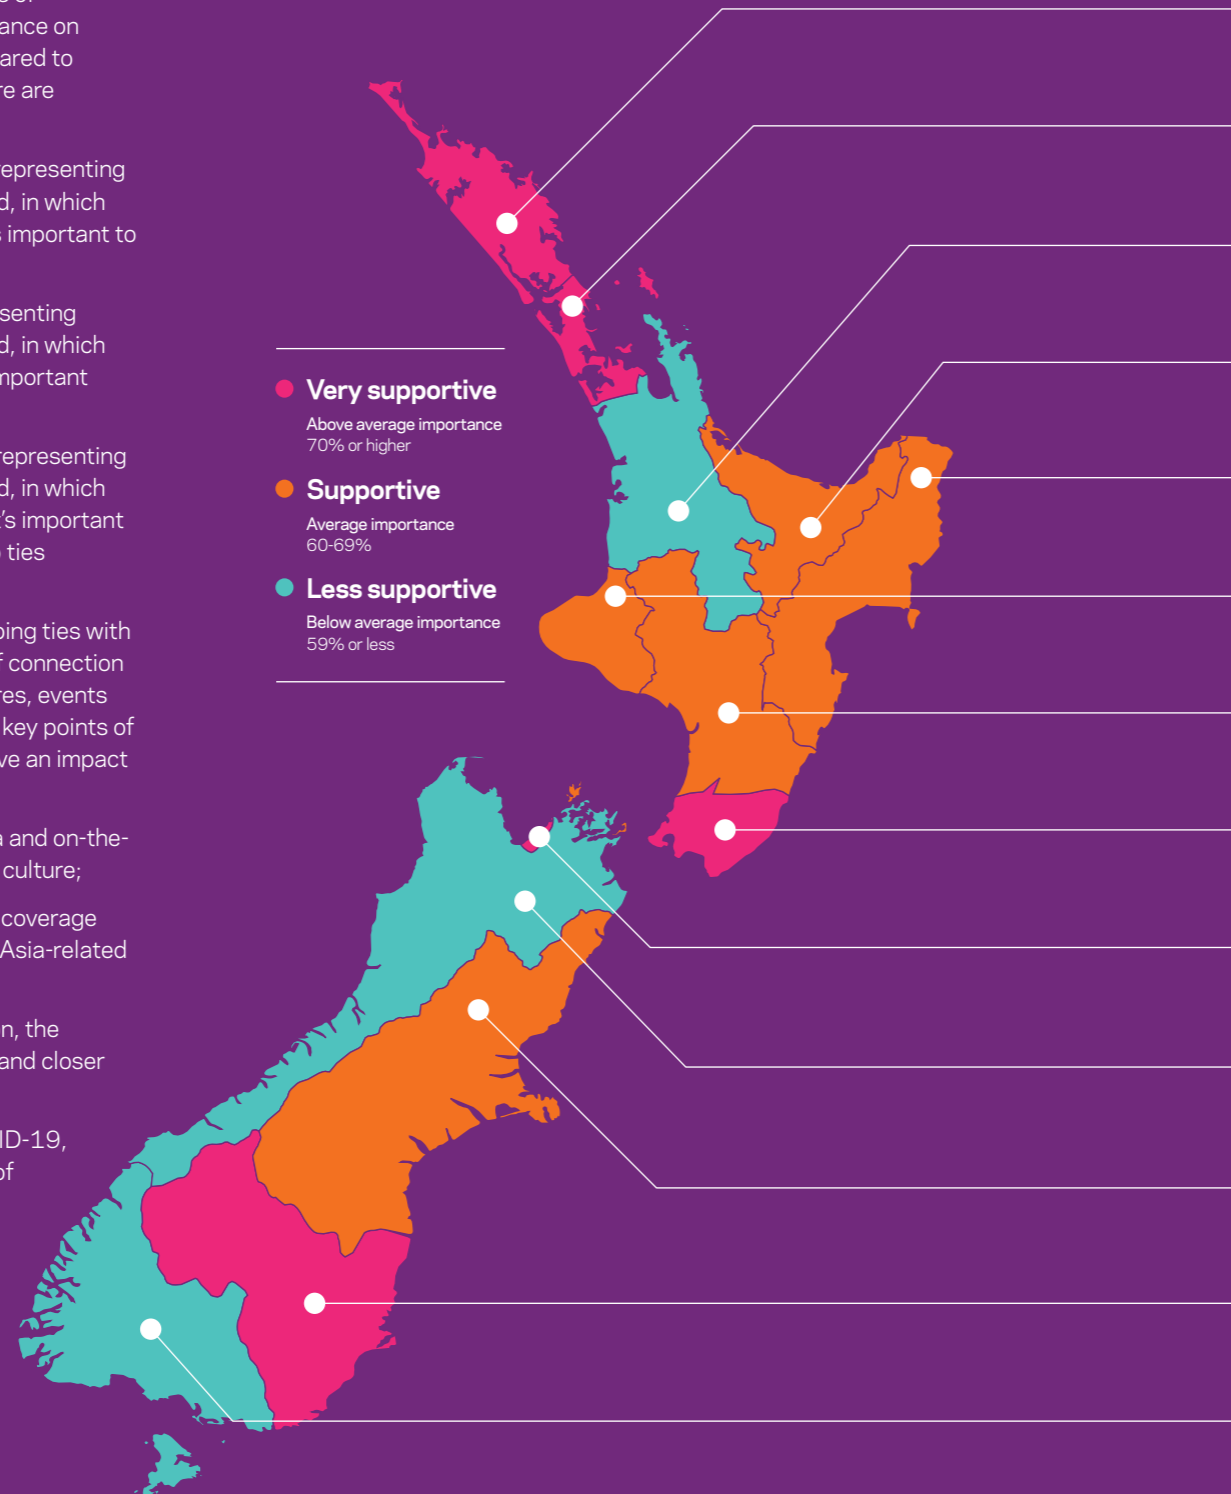 ance on
ared to
re are
representing
d, in which
s important to
senting
d, in which
mportant
representing
d, in which
t's important
ties
ping ties with
f connection
res, events
key points of
ve an impact
a and on-the-
culture;
coverage
Asia-related
n, the
and closer
ID-19,
of
Very supportive
Above average importance
70% or higher
Supportive
Average importance
60-69%
Less supportive
Below average importance
59% or less